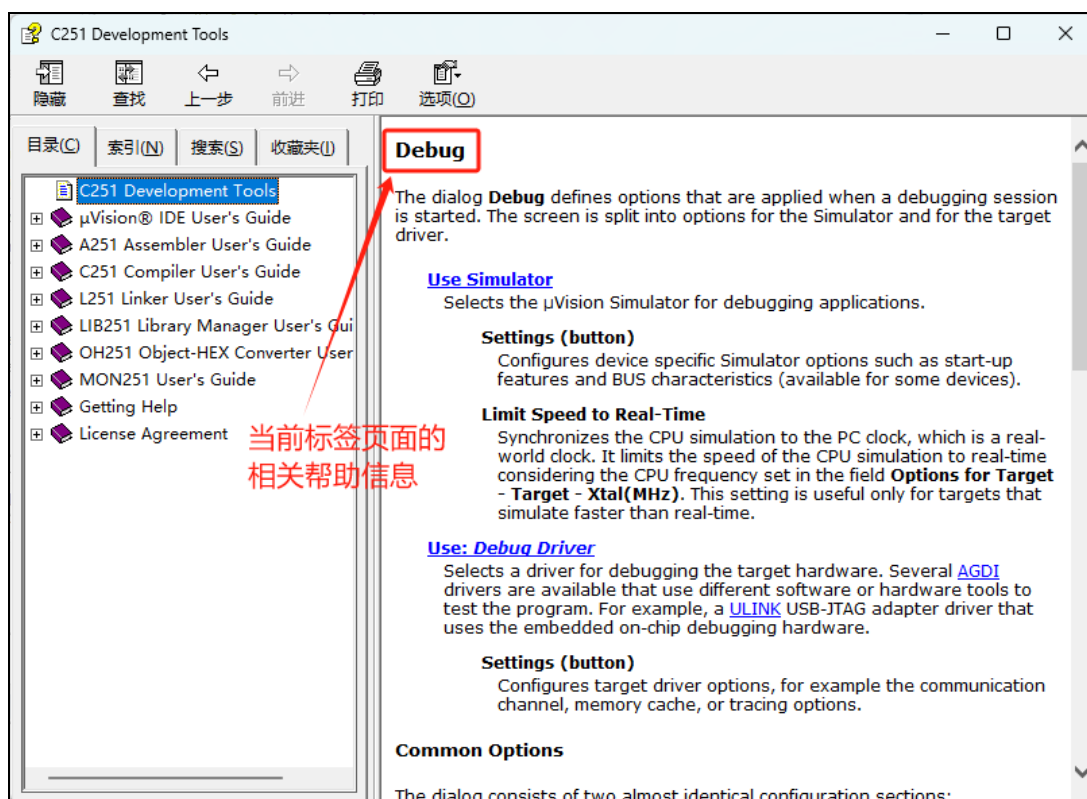 C251 Development Tools
隐藏 查找 上一步 前进 打印 选项(O)
目录(C) 索引(N) 搜索(S) 收藏夹(I)
C251 Development Tools
µVision® IDE User's Guide
A251 Assembler User's Guide
C251 Compiler User's Guide
L251 Linker User's Guide
LIB251 Library Manager User's Gui
OH251 Object-HEX Converter User
MON251 User's Guide
Getting Help
License Agreement
当前标签页面的
相关帮助信息
Debug
The dialog Debug defines options that are applied when a debugging session
is started. The screen is split into options for the Simulator and for the target
driver.
Use Simulator
Selects the µVision Simulator for debugging applications.
Settings (button)
Configures device specific Simulator options such as start-up
features and BUS characteristics (available for some devices).
Limit Speed to Real-Time
Synchronizes the CPU simulation to the PC clock, which is a real-
world clock. It limits the speed of the CPU simulation to real-time
considering the CPU frequency set in the field Options for Target
- Target - Xtal(MHz). This setting is useful only for targets that
simulate faster than real-time.
Use: Debug Driver
Selects a driver for debugging the target hardware. Several AGDI
drivers are available that use different software or hardware tools to
test the program. For example, a ULINK USB-JTAG adapter driver that
uses the embedded on-chip debugging hardware.
Settings (button)
Configures target driver options, for example the communication
channel, memory cache, or tracing options.
Common Options
The dialog consists of two almost identical configuration sections: